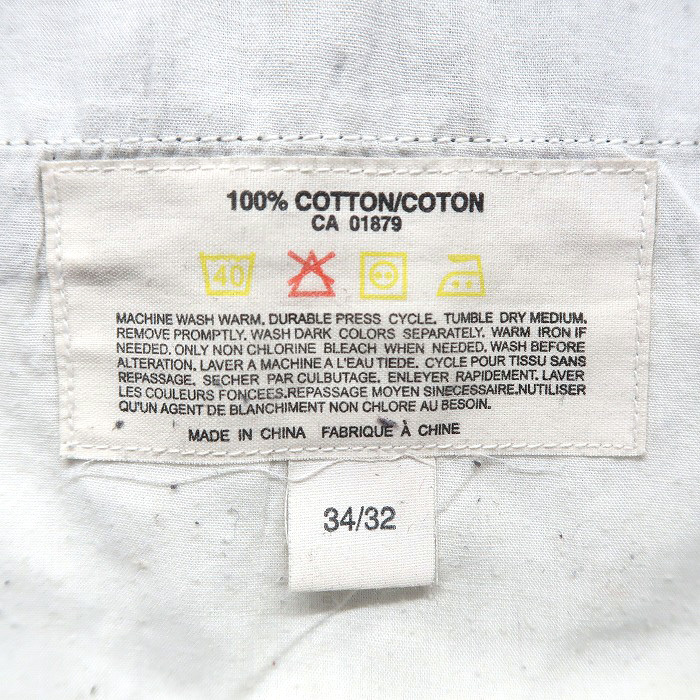 100% COTTON/COTON
CA 01879
40
MACHINE WASH WARM. DURABLE PRESS CYCLE. TUMBLE DRY MEDIUM.
REMOVE PROMPTLY. WASH DARK COLORS SEPARATELY. WARM IRON IF
NEEDED. ONLY NON CHLORINE BLEACH WHEN NEEDED. WASH BEFORE
ALTERATION. LAVER A MACHINE A L'EAU TIEDE. CYCLE POUR TISSU SANS
REPASSAGE. SECHER PAR CULBUTAGE. ENLEYER RAPIDEMENT. LAVER
LES COULEURS FONCEES.REPASSAGE MOYEN SINECESSAIRE.NUTILISER
QU'UN AGENT DE BLANCHIMENT NON CHLORE AU BESOIN.
MADE IN CHINA FABRIQUE À CHINE
34/32